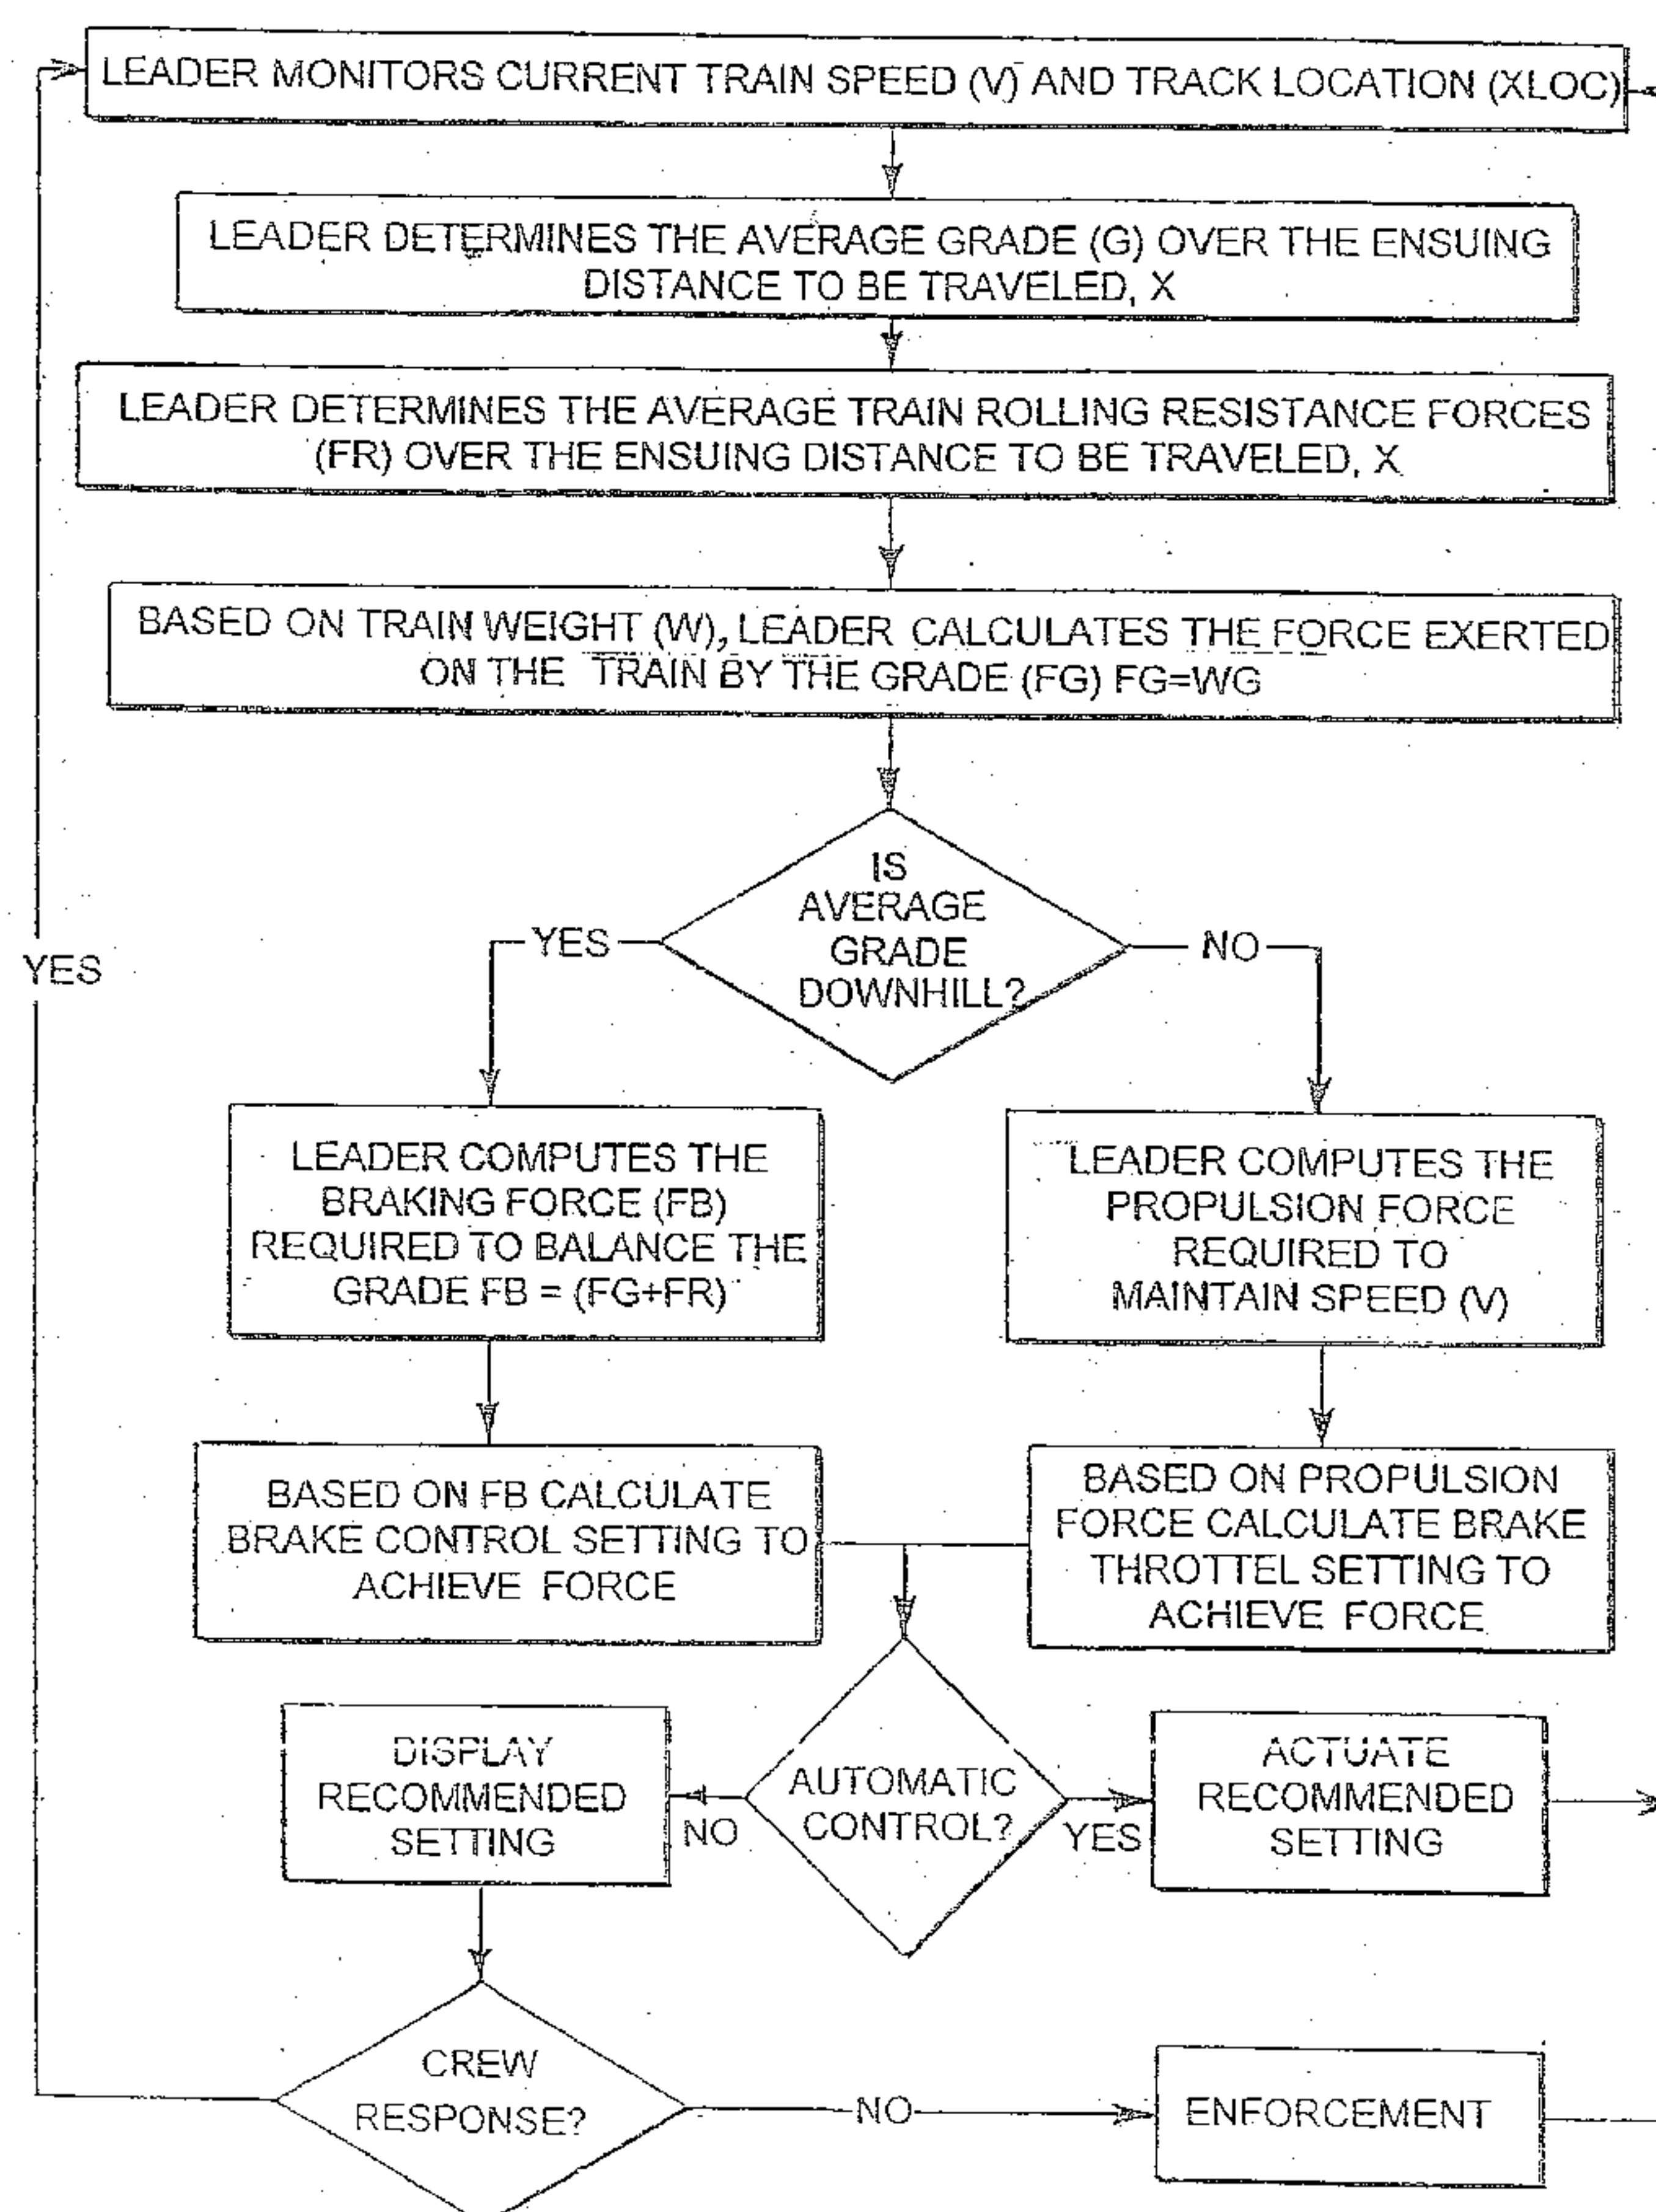 LEADER MONITORS CURRENT TRAIN SPEED (V) AND TRACK LOCATION (XLOC)
LEADER DETERMINES THE AVERAGE GRADE (G) OVER THE ENSUING
DISTANCE TO BE TRAVELED, X
LEADER DETERMINES THE AVERAGE TRAIN ROLLING RESISTANCE FORCES
(FR) OVER THE ENSUING DISTANCE TO BE TRAVELED, X
BASED ON TRAIN WEIGHT (W), LEADER CALCULATES THE FORCE EXERTED
ON THE TRAIN BY THE GRADE (FG) FG=WG
IS
AVERAGE
GRADE
DOWNHILL?
YES
NO
YES
LEADER COMPUTES THE
BRAKING FORCE (FB)
REQUIRED TO BALANCE THE
GRADE FB = (FG+FR)
LEADER COMPUTES THE
PROPULSION FORCE
REQUIRED TO
MAINTAIN SPEED (V)
BASED ON FB CALCULATE
BRAKE CONTROL SETTING TO
ACHIEVE FORCE
BASED ON PROPULSION
FORCE CALCULATE BRAKE
THROTTEL SETTING TO
ACHIEVE FORCE
DISPLAY
RECOMMENDED
SETTING
NO
AUTOMATIC
CONTROL?
YES
ACTUATE
RECOMMENDED
SETTING
CREW
RESPONSE?
NO
ENFORCEMENT